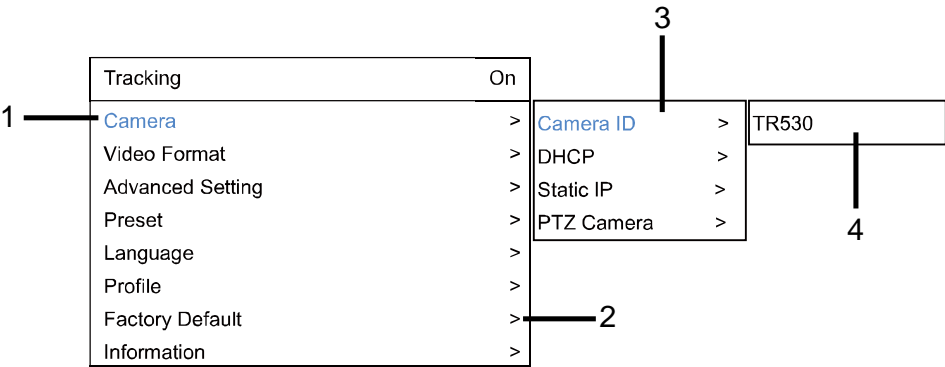 3
Tracking On
1 Camera > Camera ID > TR530
Video Format > DHCP >
Advanced Setting > Static IP >
Preset > PTZ Camera > 4
Language >
Profile >
Factory Default > 2
Information >